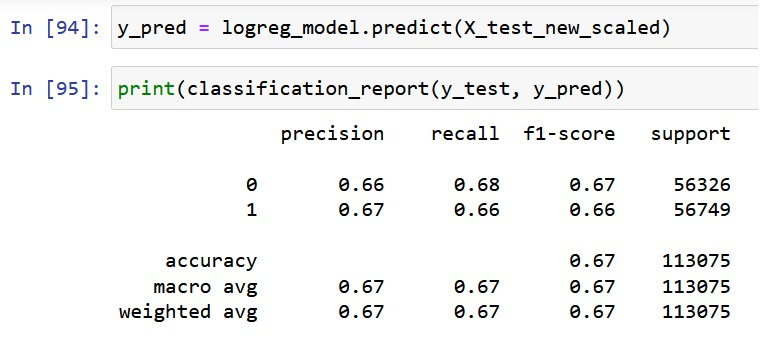 In [94]: y_pred = logreg_model.predict(X_test_new_scaled)
In [95]: print(classification_report(y_test, y_pred))
precision recall f1-score support
0 0.66 0.68 0.67 56326
1 0.67 0.66 0.66 56749
accuracy 0.67 113075
macro avg 0.67 0.67 0.67 113075
weighted avg 0.67 0.67 0.67 113075